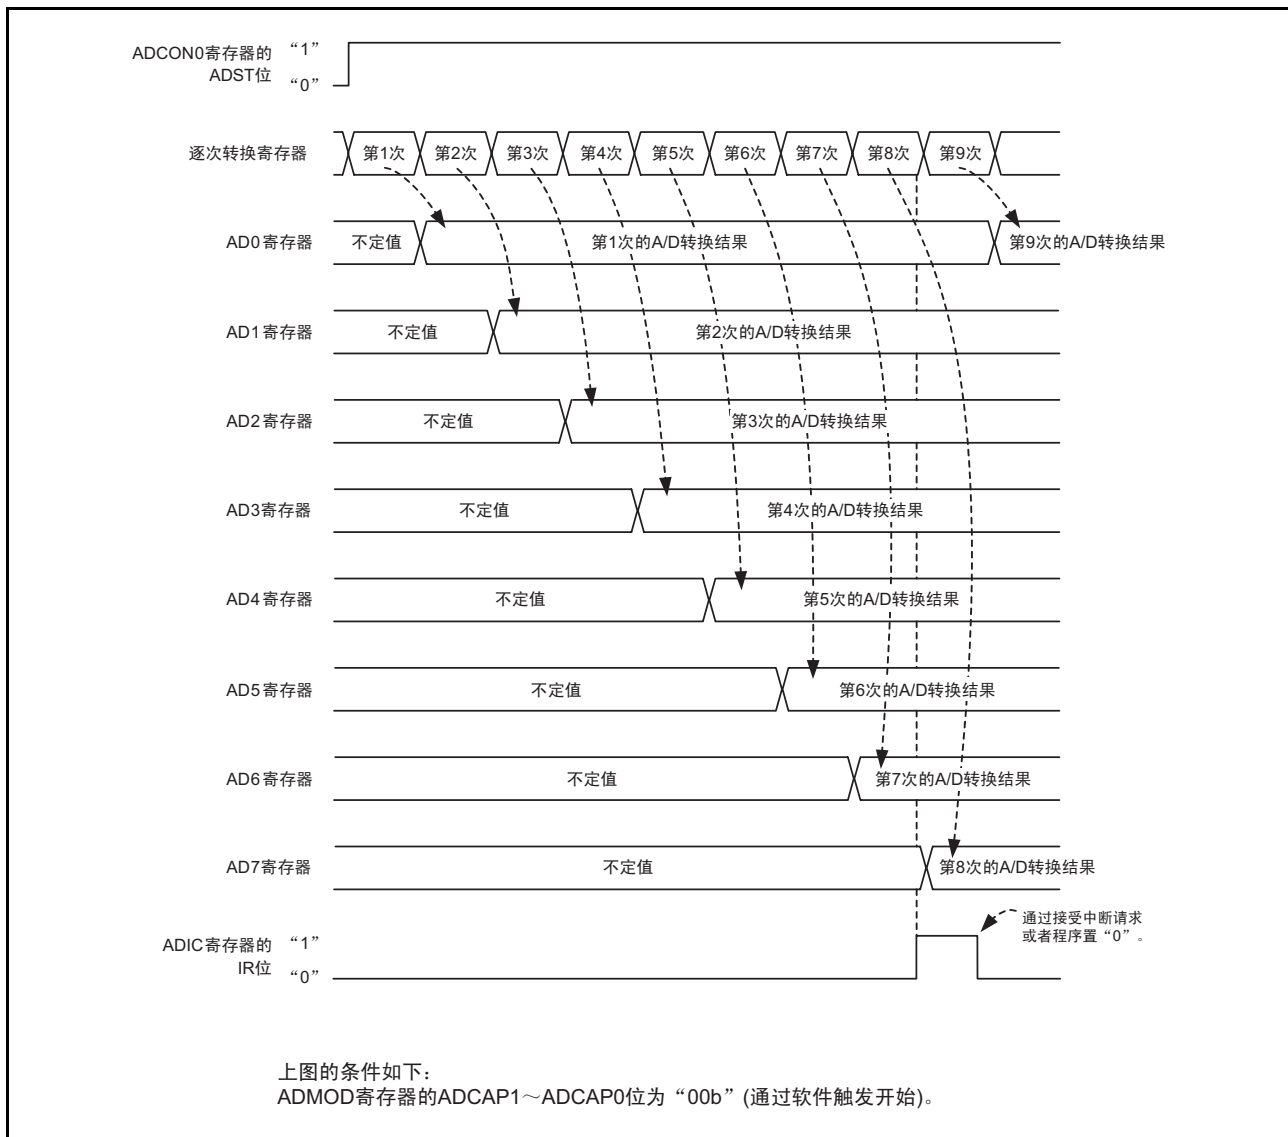 ADCON0寄存器的 “1”
ADST位 “0”
逐次转换寄存器 第1次 第2次 第3次 第4次 第5次 第6次 第7次 第8次 第9次
AD0寄存器 不定值 第1次的A/D转换结果 第9次的A/D转换结果
AD1寄存器 不定值 第2次的A/D转换结果
AD2寄存器 不定值 第3次的A/D转换结果
AD3寄存器 不定值 第4次的A/D转换结果
AD4寄存器 不定值 第5次的A/D转换结果
AD5寄存器 不定值 第6次的A/D转换结果
AD6寄存器 不定值 第7次的A/D转换结果
AD7寄存器 不定值 第8次的A/D转换结果
通过接受中断请求
或者程序置“0”。
ADIC寄存器的 “1”
IR位 “0”
上图的条件如下：
ADMOD寄存器的ADCAP1～ADCAP0位为“00b”(通过软件触发开始)。